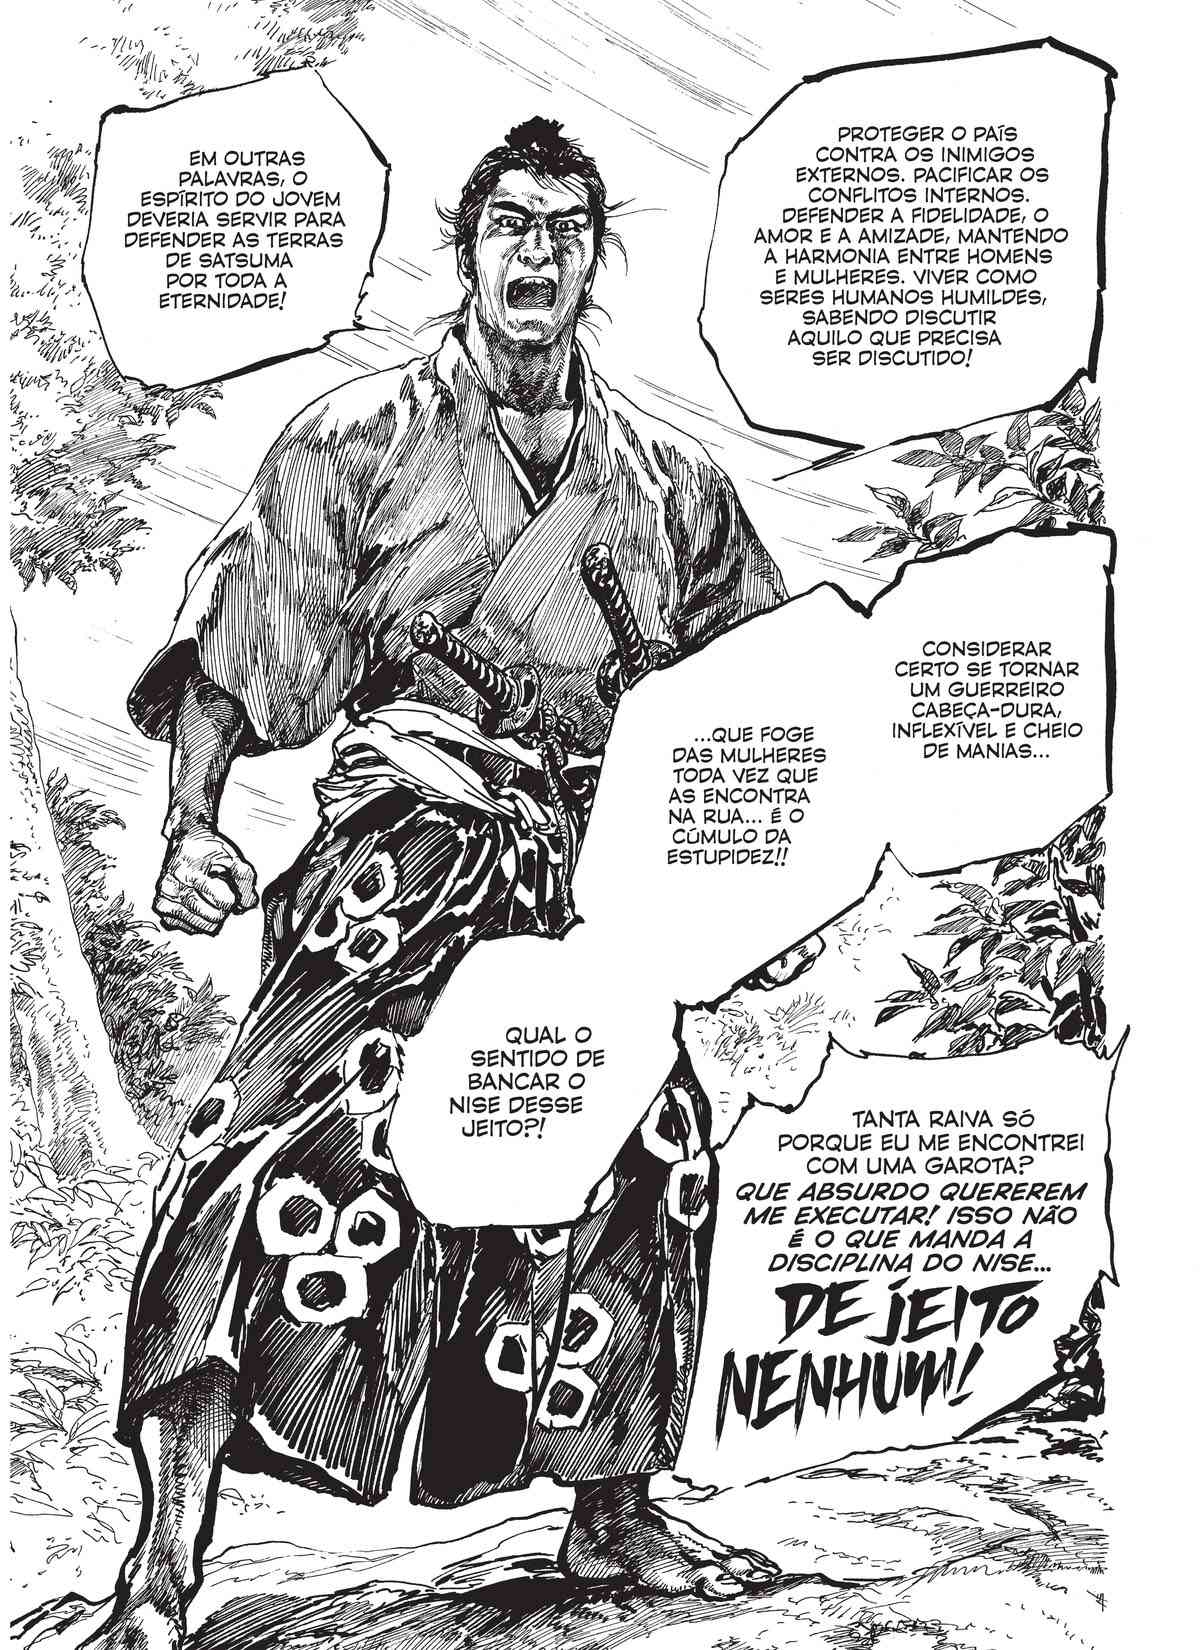 PROTEGER O PAÍS
CONTRA OS INIMIGOS
EXTERNOS. PACIFICAR OS
CONFLITOS INTERNOS.
DEFENDER A FIDELIDADE, O
AMOR E A AMIZADE, MANTENDO
A HARMONIA ENTRE HOMENS
E MULHERES. VIVER COMO
SERES HUMANOS HUMILDES,
SABENDO DISCUTIR
AQUILO QUE PRECISA
SER DISCUTIDO!
EM OUTRAS
PALAVRAS, O
ESPÍRITO DO JOVEM
DEVERIA SERVIR PARA
DEFENDER AS TERRAS
DE SATSUMA
POR TODA A
ETERNIDADE!
CONSIDERAR
CERTO SE TORNAR
UM GUERREIRO
CABEÇA-DURA,
INFLEXÍVEL E CHEIO
DE MANIAS...
...QUE FOGE
DAS MULHERES
TODA VEZ QUE
AS ENCONTRA
NA RUA... É O
CÚMULO DA
ESTUPIDEZ!!
QUAL O
SENTIDO DE
BANCAR O
NISE DESSE
JEITO?!
TANTA RAIVA SÓ
PORQUE EU ME ENCONTREI
COM UMA GAROTA?
QUE ABSURDO QUEREREM
ME EXECUTAR! ISSO NÃO
É O QUE MANDA A
DISCIPLINA DO NISE...
DE JEITO
NENHUM!